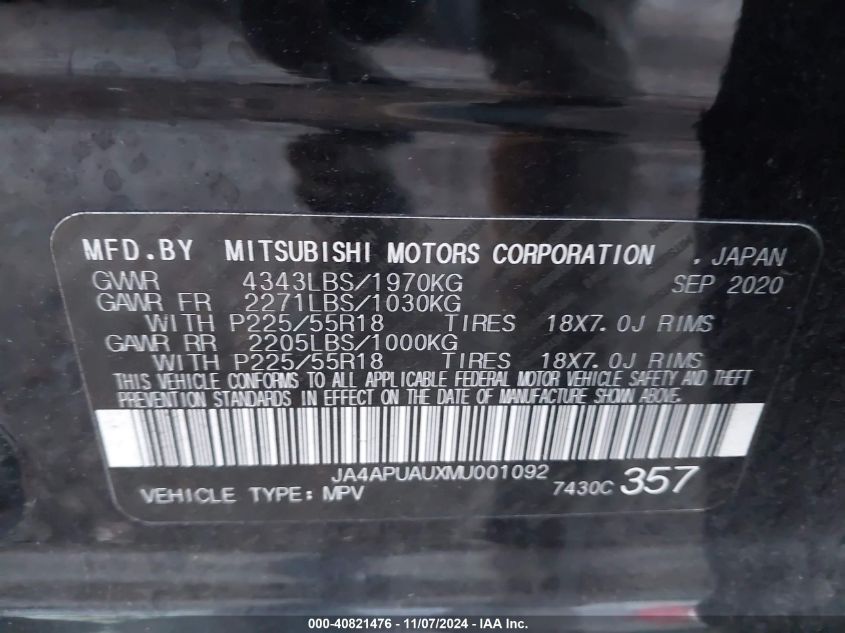 MFD.BY MITSUBISHI MOTORS CORPORATION , JAPAN
GVWR 4343LBS/1970KG SEP 2020
GAWR FR 2271LBS/1030KG
WITH P225/55R18 TIRES 18X7.0J RIMS
GAWR RR 2205LBS/1000KG
WITH P225/55R18 TIRES 18X7.0J RIMS
THIS VEHICLE CONFORMS TO ALL APPLICABLE FEDERAL MOTOR VEHICLE SAFETY AND THEFT
PREVENTION STANDARDS IN EFFECT ON THE DATE OF MANUFACTURE SHOWN ABOVE.
JA4APUAUXMU001092
VEHICLE TYPE: MPV 7430C 357
000-40821476 - 11/07/2024 - IAA Inc.